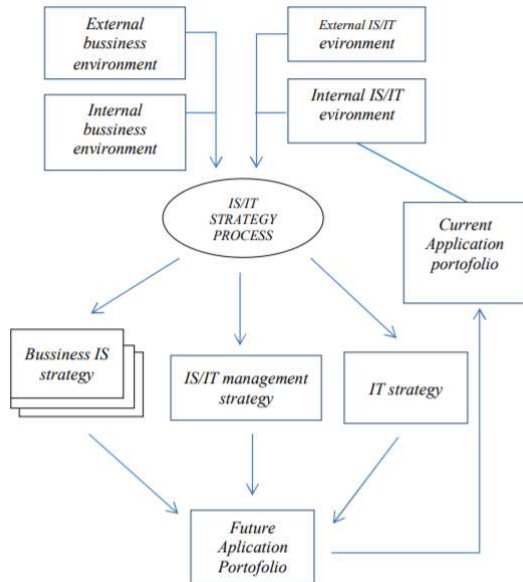 External
bussiness
environment
External IS/IT
evironment
Internal
bussiness
environment
Internal IS/IT
evironment
IS/IT
STRATEGY
PROCESS
Current
Application
portofolio
Bussiness IS
strategy
IS/IT management
strategy
IT strategy
Future
Aplication
Portofolio